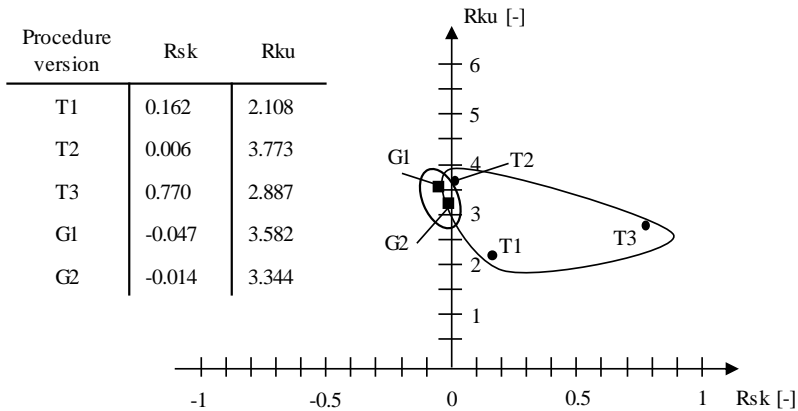 Procedure
version
Rsk
Rku
T1
0.162
2.108
T2
0.006
3.773
T3
0.770
2.887
G1
-0.047
3.582
G2
-0.014
3.344
Rku [-]
6
5
4
3
2
1
G1
T2
G2
T1
T3
-1
-0.5
0
0.5
1
Rsk [-]